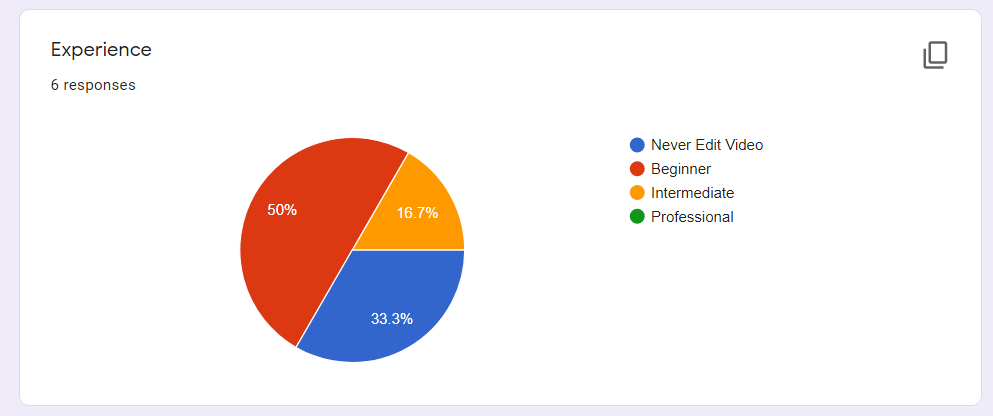 Experience
6 responses
50%
16.7%
33.3%
Never Edit Video
Beginner
Intermediate
Professional